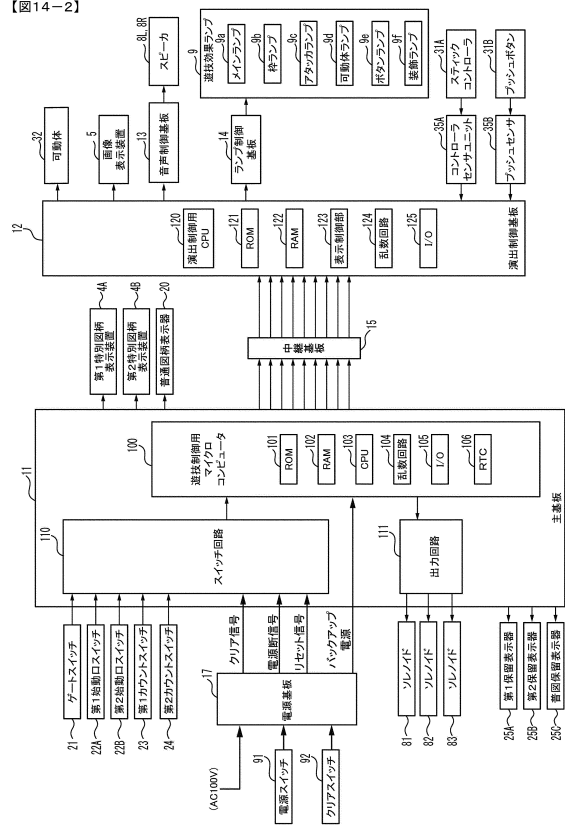 【図14-2】
32
可動体
5
画像
表示装置
13
音声制御基板
8L, 8R
スピーカ
9
遊技効果ランプ
9a
メインランプ
9b
枠ランプ
9c
アタッカランプ
9d
可動体ランプ
9e
ボタンランプ
9f
装飾ランプ
14
ランプ制御
基板
31A
スティック
コントローラ
31B
プッシュボタン
35A
コントローラ
センサユニット
35B
プッシュセンサ
12
120
演出制御用
CPU
121
ROM
122
RAM
123
表示制御部
124
乱数回路
125
I/O
演出制御基板
4A
第1特別図柄
表示装置
4B
第2特別図柄
表示装置
20
普通図柄表示器
15
中継基板
11
100
遊技制御用
マイクロ
コンピュータ
101
ROM
102
RAM
103
CPU
104
乱数回路
105
I/O
106
RTC
主基板
110
スイッチ回路
111
出力回路
クリア信号
電源断信号
リセット信号
バックアップ
電源
21
ゲートスイッチ
22A
第1始動口スイッチ
22B
第2始動口スイッチ
23
第1カウントスイッチ
24
第2カウントスイッチ
17
電源基板
(AC100V)
91
電源スイッチ
92
クリアスイッチ
81
ソレノイド
82
ソレノイド
83
ソレノイド
25A
第1保留表示器
25B
第2保留表示器
25C
普図保留表示器